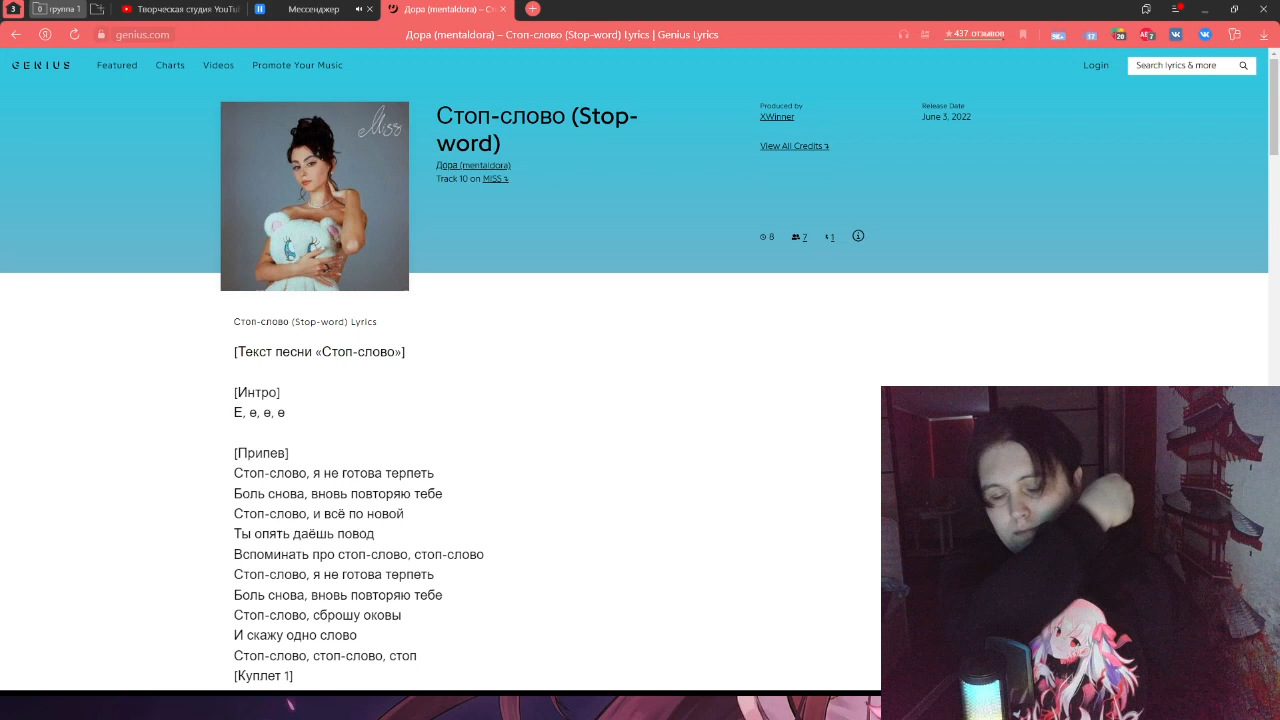 3
0 группа 1
Творческая студия YouTu
Мессенджер
Дора (mentaldora) – Ст
genius.com
Дора (mentaldora) – Стоп-слово (Stop-word) Lyrics | Genius Lyrics
★ 437 отзывов
GENIUS
Featured
Charts
Videos
Promote Your Music
Login
Search lyrics & more
Miss
Стоп-слово (Stop-
word)
Дора (mentaldora)
Track 10 on MISS
Produced by
XWinner
Release Date
June 3, 2022
View All Credits
8
7
1
Стоп-слово (Stop-word) Lyrics
[Текст песни «Стоп-слово»]
[Интро]
Е, е, е, е
[Припев]
Стоп-слово, я не готова терпеть
Боль снова, вновь повторяю тебе
Стоп-слово, и всё по новой
Ты опять даёшь повод
Вспоминать про стоп-слово, стоп-слово
Стоп-слово, я не готова терпеть
Боль снова, вновь повторяю тебе
Стоп-слово, сброшу оковы
И скажу одно слово
Стоп-слово, стоп-слово, стоп
[Куплет 1]